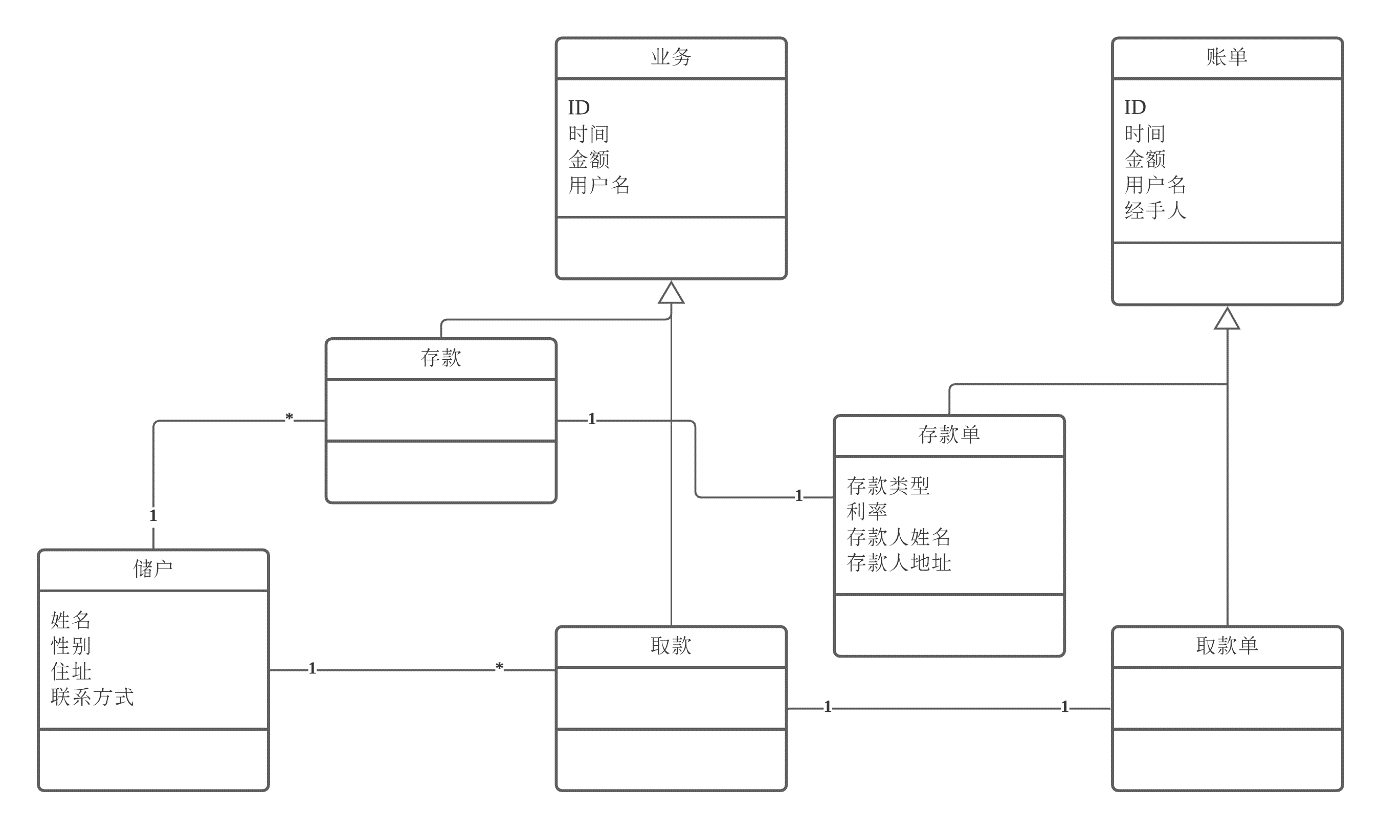 业务
ID
时间
金额
用户名
账单
ID
时间
金额
用户名
经手人
存款
*
1
1
1
存款单
存款类型
利率
存款人姓名
存款人地址
储户
姓名
性别
住址
联系方式
1
*
取款
1
1
取款单